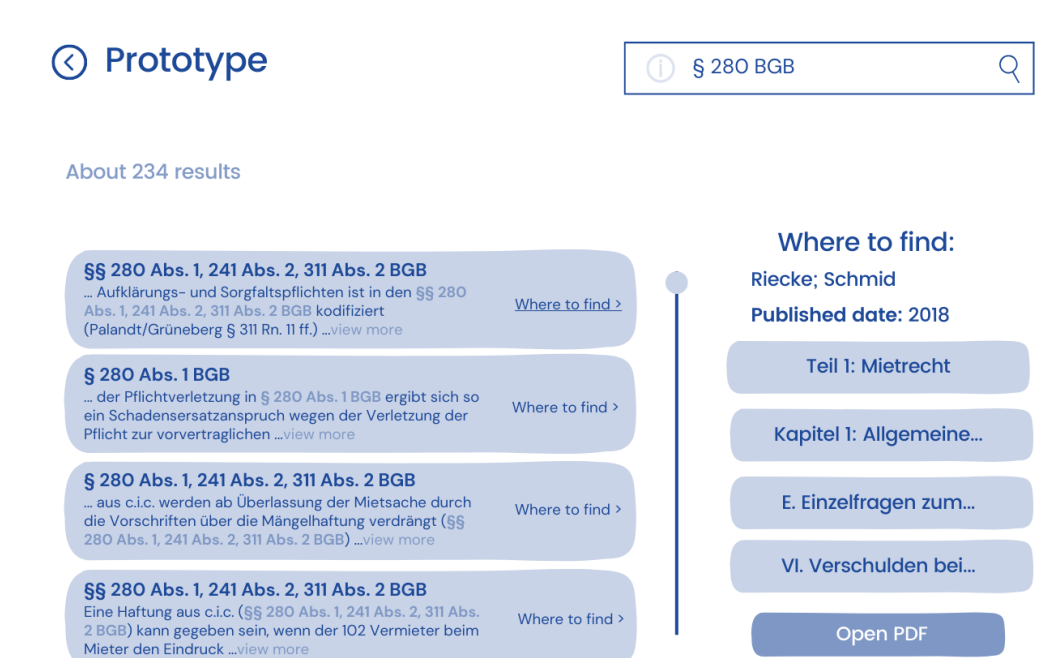 Prototype
§ 280 BGB
About 234 results
§§ 280 Abs. 1, 241 Abs. 2, 311 Abs. 2 BGB
... Aufklärungs- und Sorgfaltspflichten ist in den §§ 280
Abs. 1, 241 Abs. 2, 311 Abs. 2 BGB kodifiziert
(Palandt/Grüneberg § 311 Rn. 11 ff.) ...view more
Where to find >
§ 280 Abs. 1 BGB
... der Pflichtverletzung in § 280 Abs. 1 BGB ergibt sich so
ein Schadensersatzanspruch wegen der Verletzung der
Pflicht zur vorvertraglichen ...view more
Where to find >
§ 280 Abs. 1, 241 Abs. 2, 311 Abs. 2 BGB
... aus c.i.c. werden ab Überlassung der Mietsache durch
die Vorschriften über die Mängelhaftung verdrängt (§§
280 Abs. 1, 241 Abs. 2, 311 Abs. 2 BGB) ...view more
Where to find >
§§ 280 Abs. 1, 241 Abs. 2, 311 Abs. 2 BGB
Eine Haftung aus c.i.c. (§§ 280 Abs. 1, 241 Abs. 2, 311 Abs.
2 BGB) kann gegeben sein, wenn der 102 Vermieter beim
Mieter den Eindruck ...view more
Where to find >
Where to find:
Riecke; Schmid
Published date: 2018
Teil 1: Mietrecht
Kapitel 1: Allgemeine...
E. Einzelfragen zum...
VI. Verschulden bei...
Open PDF